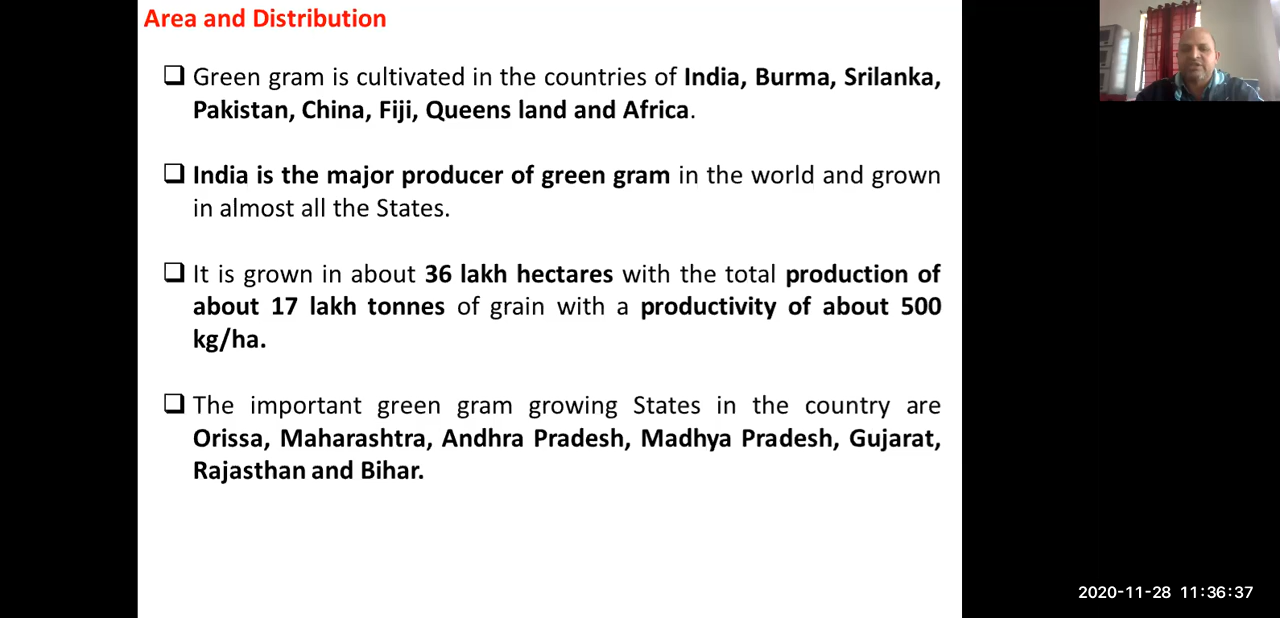 Area and Distribution
❑ Green gram is cultivated in the countries of India, Burma, Srilanka,
Pakistan, China, Fiji, Queens land and Africa.
❑ India is the major producer of green gram in the world and grown
in almost all the States.
❑ It is grown in about 36 lakh hectares with the total production of
about 17 lakh tonnes of grain with a productivity of about 500
kg/ha.
❑ The important green gram growing States in the country are
Orissa, Maharashtra, Andhra Pradesh, Madhya Pradesh, Gujarat,
Rajasthan and Bihar.
2020-11-28 11:36:37